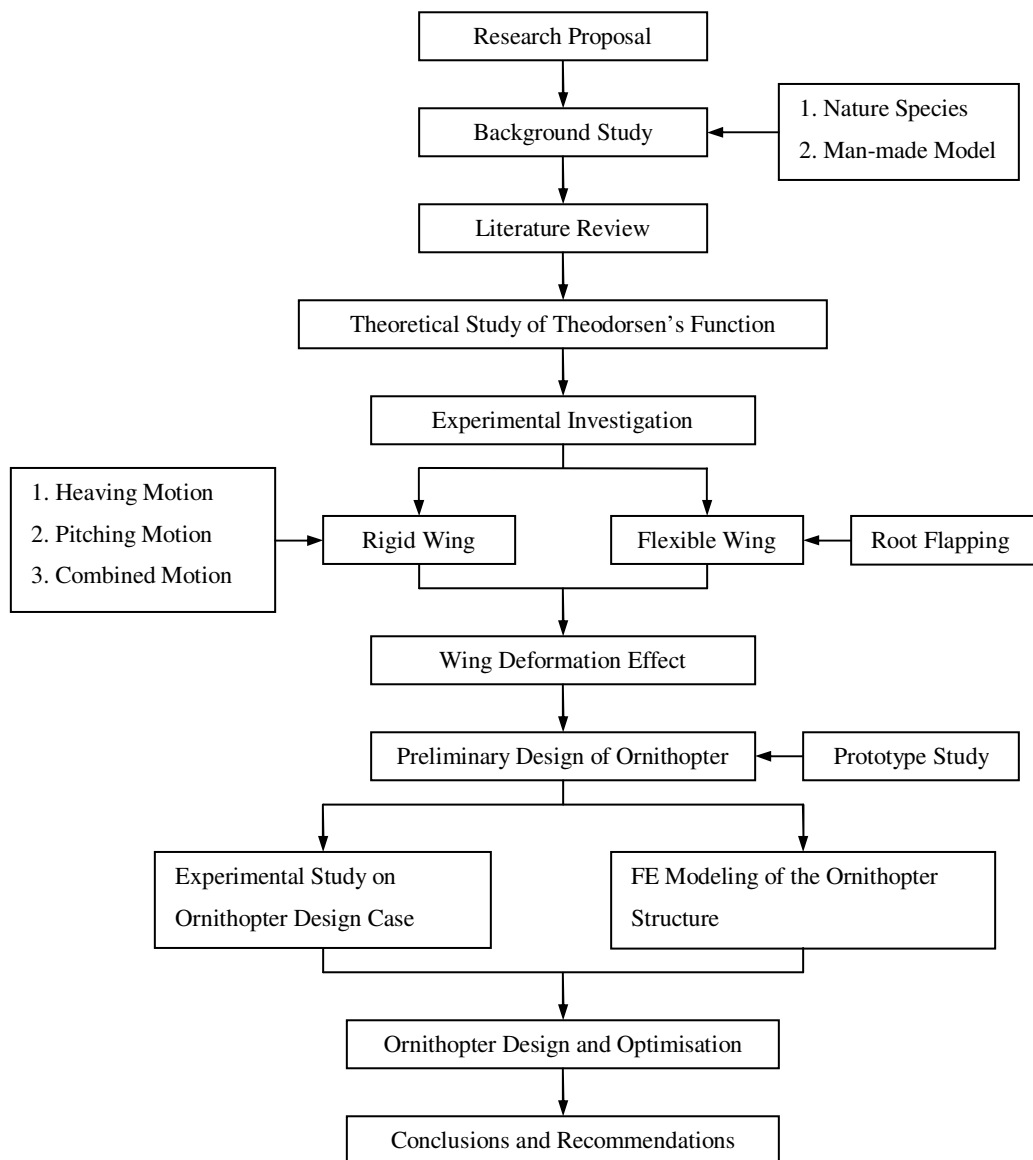 Research Proposal
Background Study
1. Nature Species
2. Man-made Model
Literature Review
Theoretical Study of Theodorsen’s Function
Experimental Investigation
1. Heaving Motion
2. Pitching Motion
3. Combined Motion
Rigid Wing
Flexible Wing
Root Flapping
Wing Deformation Effect
Preliminary Design of Ornithopter
Prototype Study
Experimental Study on
Ornithopter Design Case
FE Modeling of the Ornithopter
Structure
Ornithopter Design and Optimisation
Conclusions and Recommendations